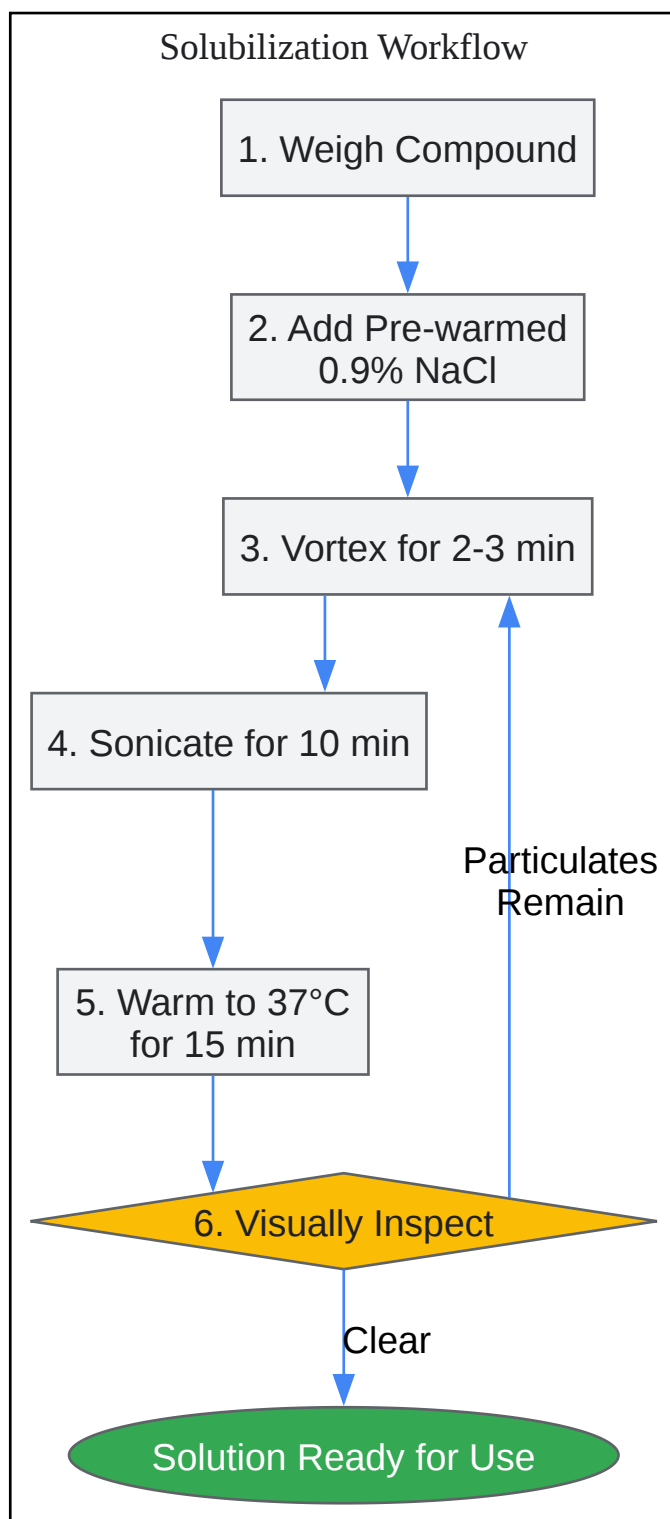 Solubilization Workflow
1. Weigh Compound
2. Add Pre-warmed
0.9% NaCl
3. Vortex for 2-3 min
4. Sonicate for 10 min
Particulates
Remain
5. Warm to 37°C
for 15 min
6. Visually Inspect
Clear
Solution Ready for Use